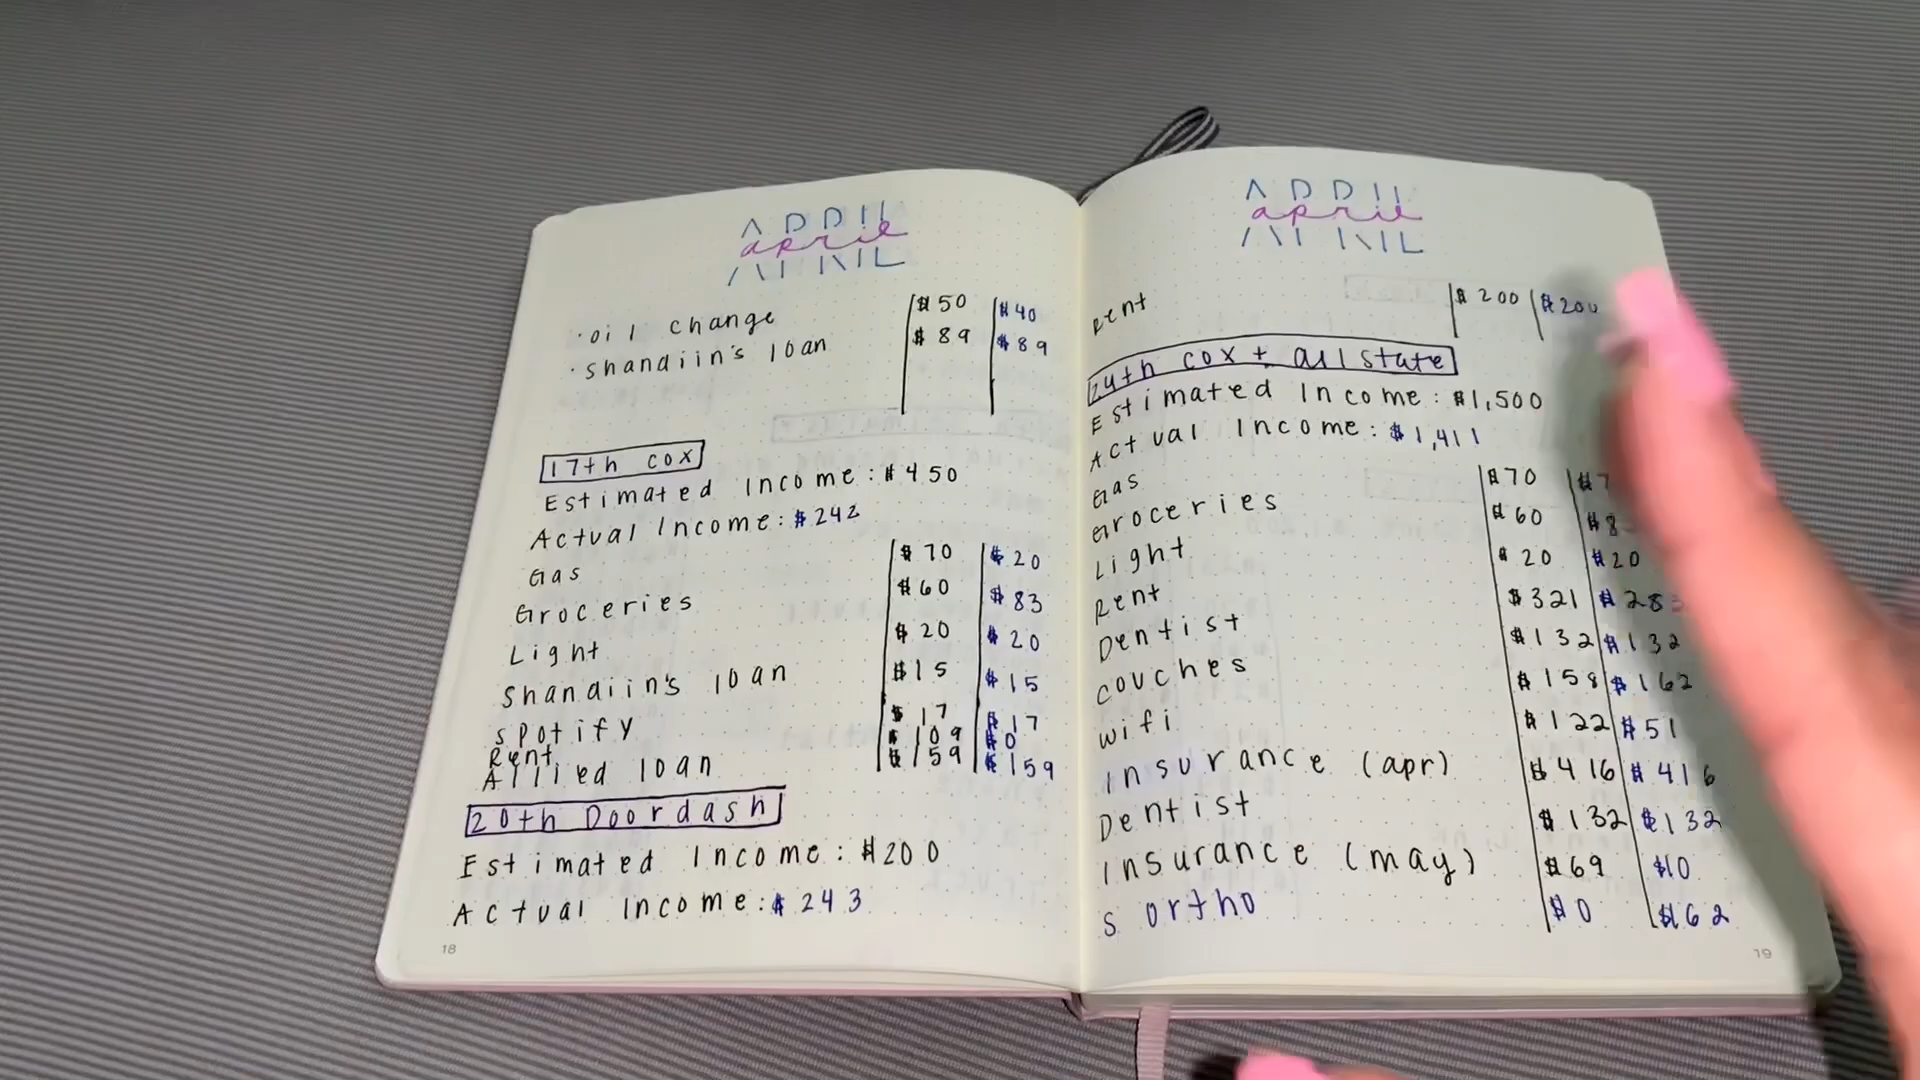 APRIL
april
·oil change $50 $40
·shandiin's loan $89 $89
17th cox
Estimated Income: $450
Actual Income: $242
Gas $70 $20
Groceries $60 $83
Light $20 $20
shandiin's loan $15 $15
spotify $17 $17
Rent $109 $0
Allied loan $159 $159
20th Doordash
Estimated Income: $200
Actual Income: $243
18
APRIL
april
Rent $200 $200
24th cox + allstate
Estimated Income: $1,500
Actual Income: $1,411
Gas $70
Groceries $60
Light $20 $20
Rent $321 $283
Dentist $132 $132
couches $158 $162
wifi $122 $51
Insurance (apr) $416 $416
Dentist $132 $132
Insurance (may) $69 $10
s ortho $0 $162
19